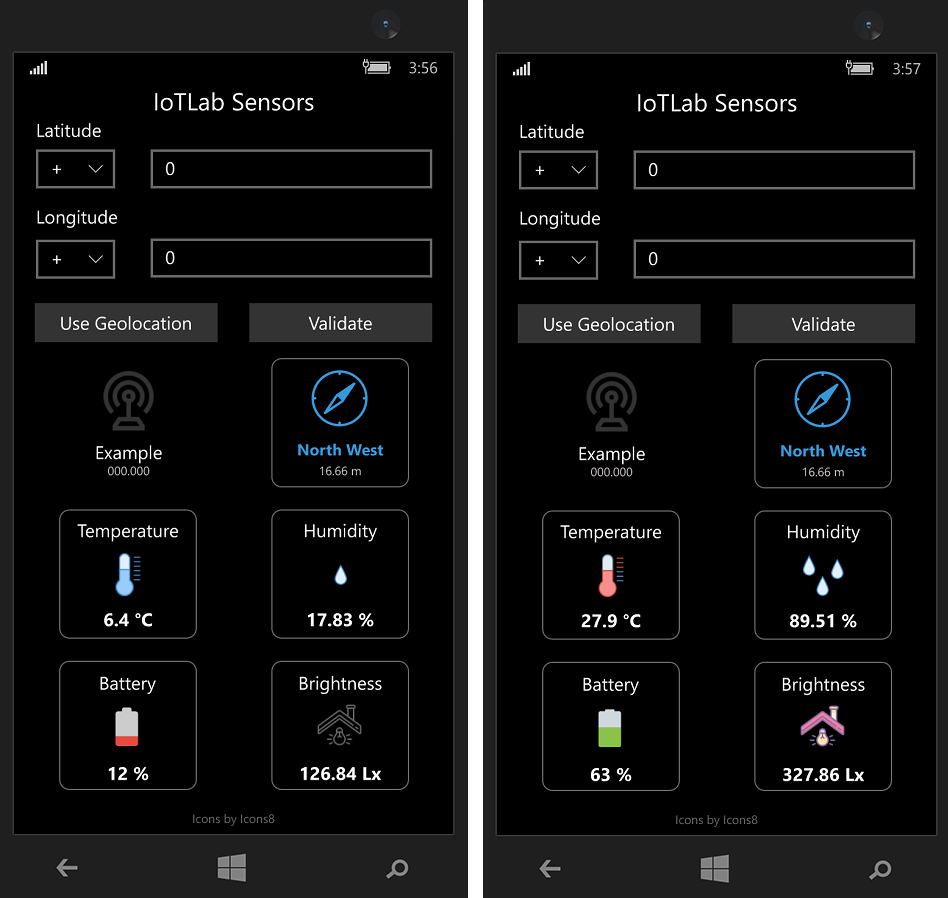 3:56
IoTLab Sensors
Latitude
+ 0
Longitude
+ 0
Use Geolocation Validate
Example
000.000
North West
16.66 m
Temperature Humidity
6.4 °C 17.83 %
Battery Brightness
12 % 126.84 Lx
Icons by Icons8
3:57
IoTLab Sensors
Latitude
+ 0
Longitude
+ 0
Use Geolocation Validate
Example
000.000
North West
16.66 m
Temperature Humidity
27.9 °C 89.51 %
Battery Brightness
63 % 327.86 Lx
Icons by Icons8